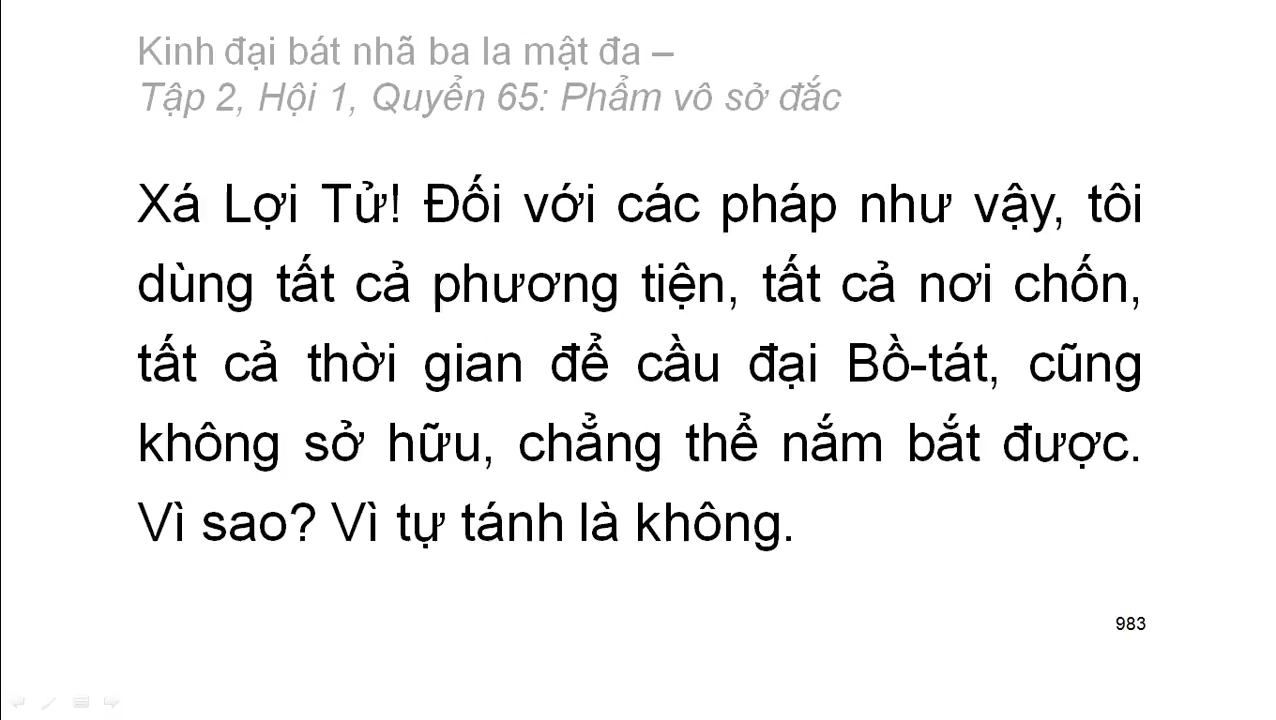 Kinh đại bát nhã ba la mật đa –
Tập 2, Hội 1, Quyển 65: Phẩm vô sở đắc
Xá Lợi Tử! Đối với các pháp như vậy, tôi
dùng tất cả phương tiện, tất cả nơi chốn,
tất cả thời gian để cầu đại Bồ-tát, cũng
không sở hữu, chẳng thể nắm bắt được.
Vì sao? Vì tự tánh là không.
983